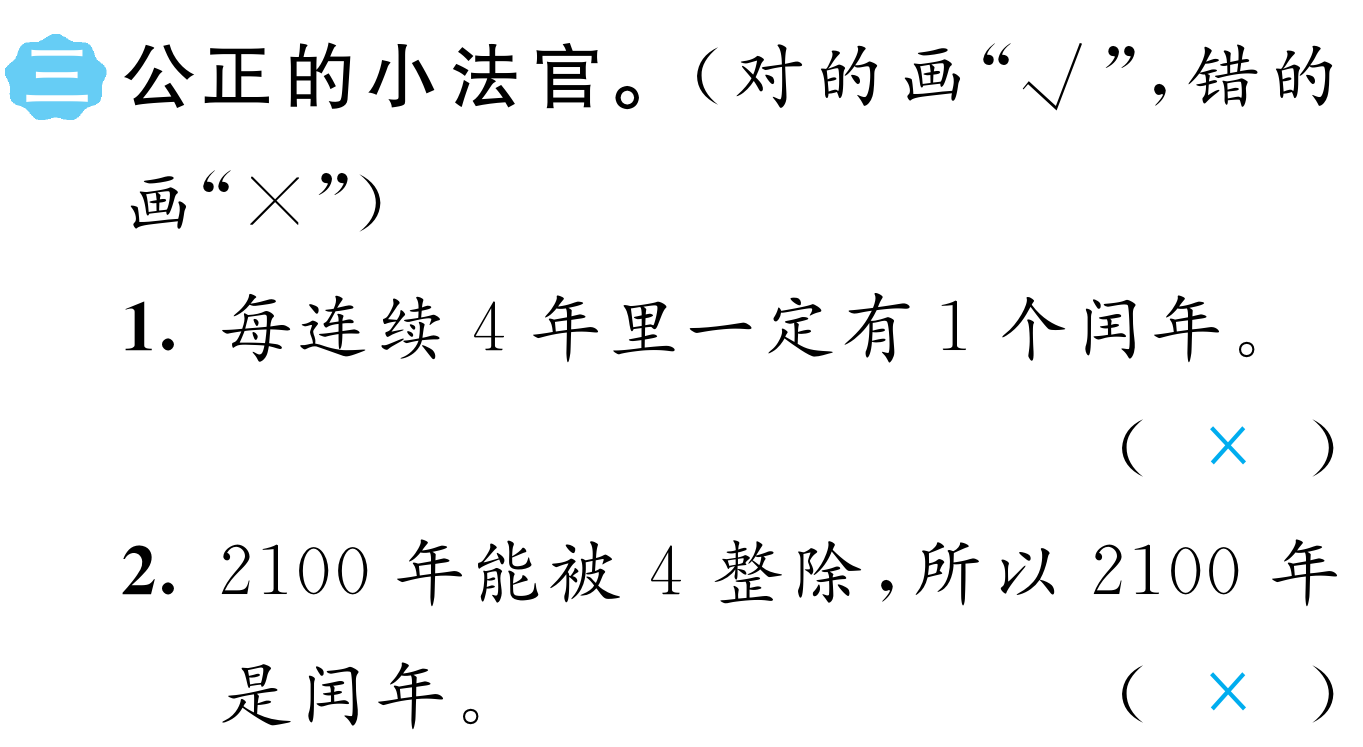 三 公正的小法官。(对的画“√”,错的
画“×”)
1. 每连续 4 年里一定有 1 个闰年。
( × )
2. 2100 年能被 4 整除,所以 2100 年
是闰年。 ( × )